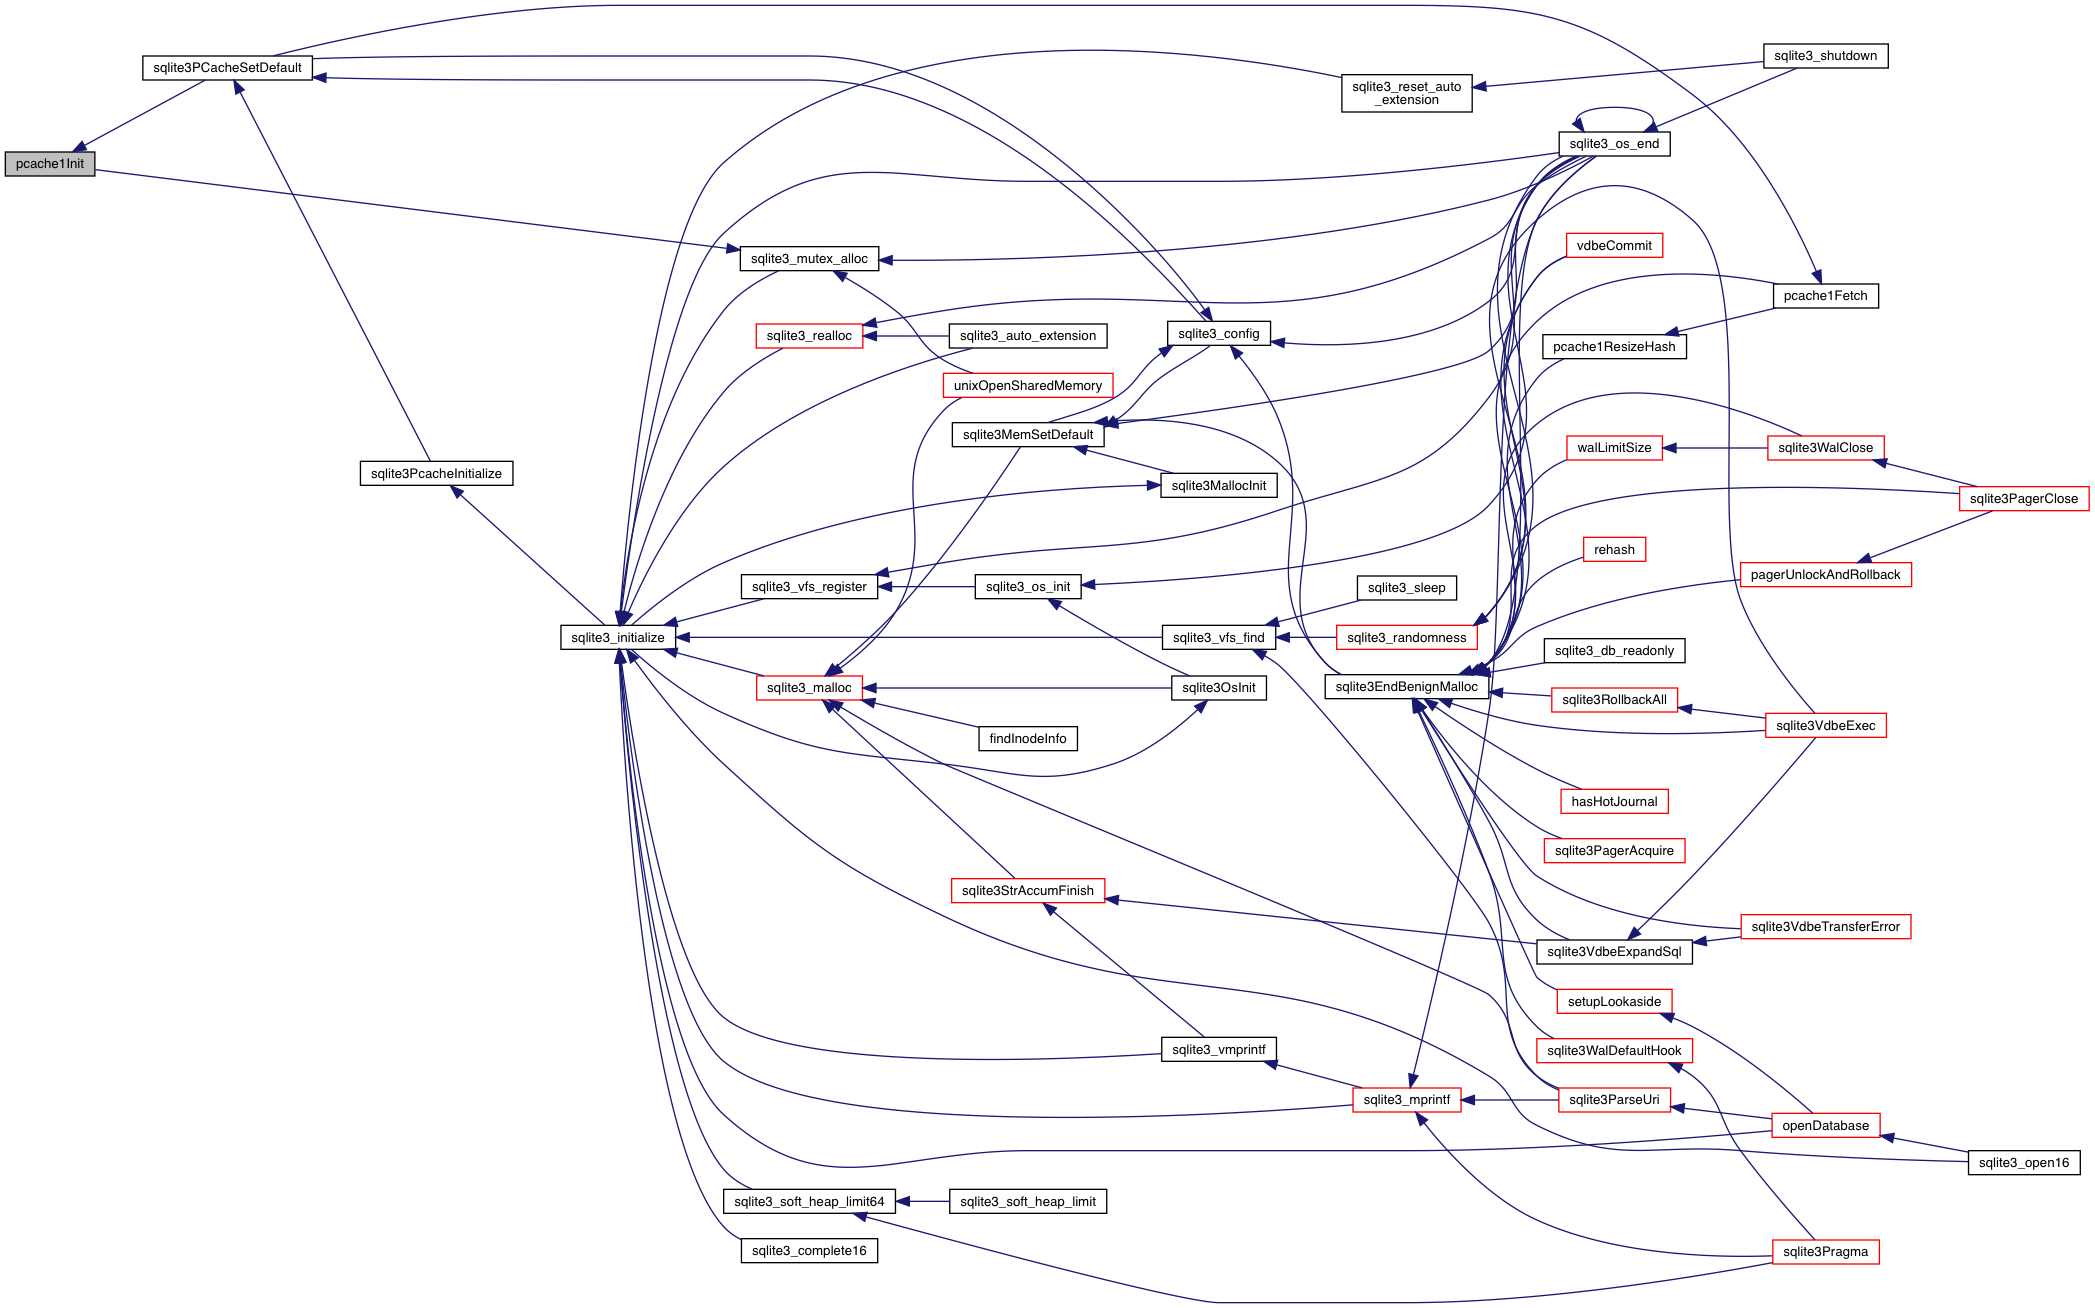 sqlite3_shutdown
sqlite3PCacheSetDefault
sqlite3_reset_auto
_extension
sqlite3_os_end
pcache1Init
vdbeCommit
sqlite3_mutex_alloc
pcache1Fetch
sqlite3_config
sqlite3_realloc
sqlite3_auto_extension
pcache1ResizeHash
unixOpenSharedMemory
sqlite3MemSetDefault
walLimitSize
sqlite3WalClose
sqlite3PcacheInitialize
sqlite3MallocInit
sqlite3PagerClose
rehash
pagerUnlockAndRollback
sqlite3_vfs_register
sqlite3_os_init
sqlite3_sleep
sqlite3_initialize
sqlite3_vfs_find
sqlite3_randomness
sqlite3_db_readonly
sqlite3_malloc
sqlite3OsInit
sqlite3EndBenignMalloc
sqlite3RollbackAll
sqlite3VdbeExec
findInodeInfo
hasHotJournal
sqlite3PagerAcquire
sqlite3StrAccumFinish
sqlite3VdbeTransferError
sqlite3VdbeExpandSql
setupLookaside
sqlite3_vmprintf
sqlite3WalDefaultHook
sqlite3_mprintf
sqlite3ParseUri
openDatabase
sqlite3_open16
sqlite3_soft_heap_limit64
sqlite3_soft_heap_limit
sqlite3_complete16
sqlite3Pragma